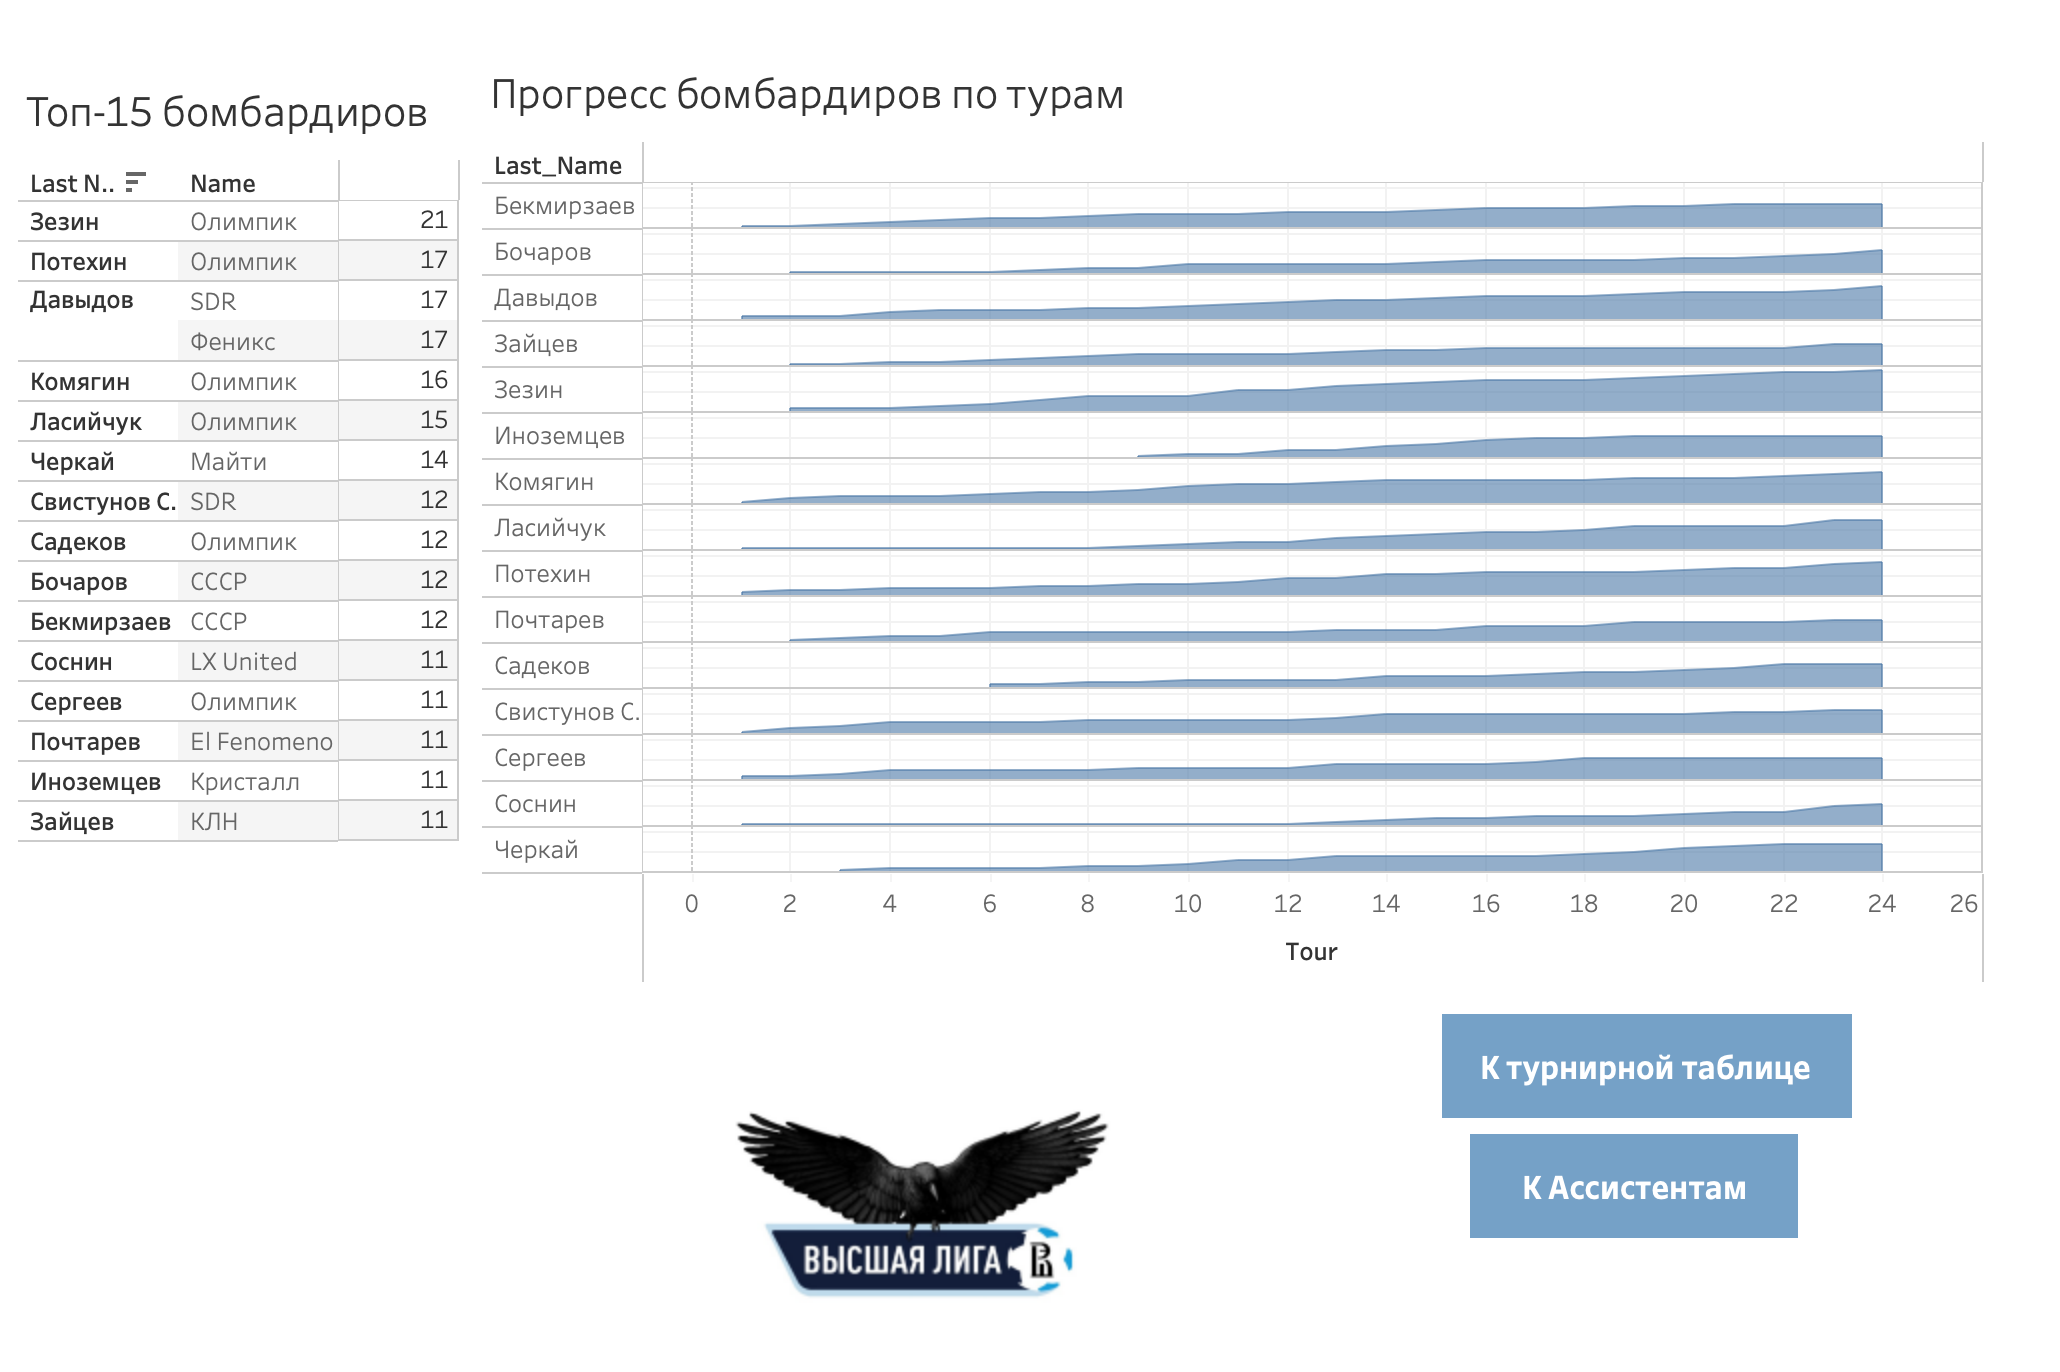 Топ-15 бомбардиров
Last N.. Name
Зезин Олимпик 21
Потехин Олимпик 17
Давыдов SDR 17
Феникс 17
Комягин Олимпик 16
Ласийчук Олимпик 15
Черкай Майти 14
Свистунов С. SDR 12
Садеков Олимпик 12
Бочаров СССР 12
Бекмирзаев СССР 12
Соснин LX United 11
Сергеев Олимпик 11
Почтарев El Fenomeno 11
Иноземцев Кристалл 11
Зайцев КЛН 11
Прогресс бомбардиров по турам
Last_Name
Бекмирзаев
Бочаров
Давыдов
Зайцев
Зезин
Иноземцев
Комягин
Ласийчук
Потехин
Почтарев
Садеков
Свистунов С.
Сергеев
Соснин
Черкай
0 2 4 6 8 10 12 14 16 18 20 22 24 26
Tour
К турнирной таблице
К Ассистентам
ВЫСШАЯ ЛИГА